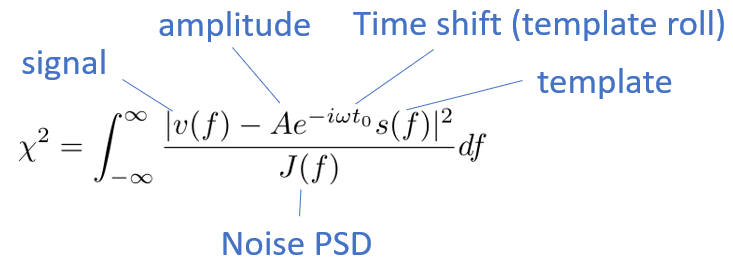 amplitude Time shift (template roll)
signal
template
χ² = ∫_{-∞}^{∞} |v(f) − Ae^{−iωt₀}s(f)|² / J(f) df
Noise PSD